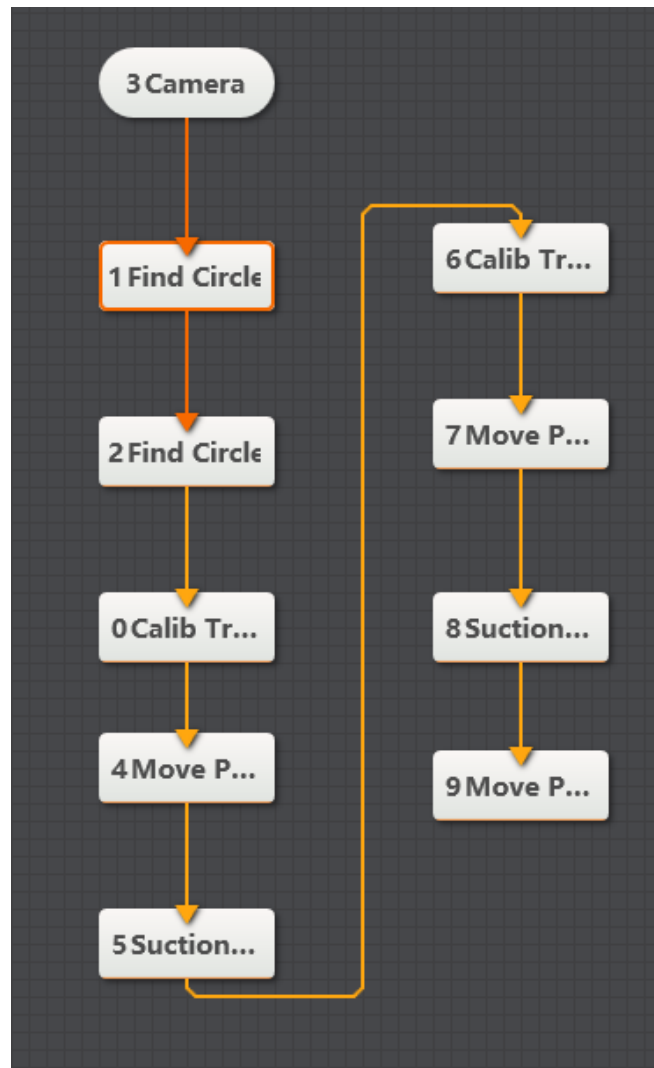 3 Camera
1 Find Circle
2 Find Circle
0 Calib Tr...
4 Move P...
5 Suction...
6 Calib Tr...
7 Move P...
8 Suction...
9 Move P...